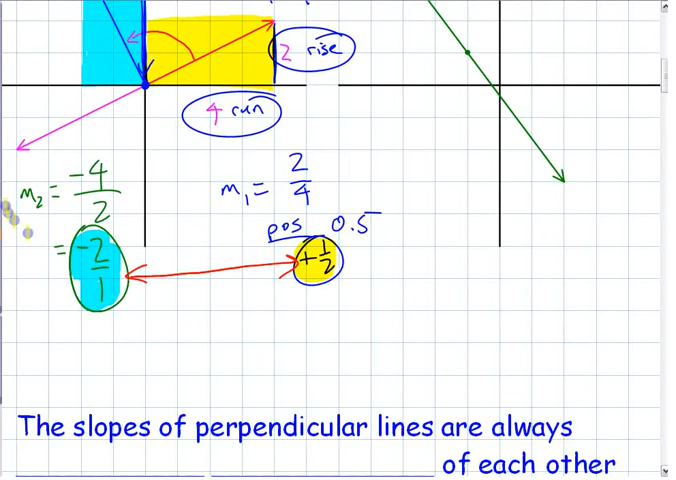 2 rise
4 run
m₂ = -4/2
m₁ = 2/4
pos 0.5
= -2/1
+1/2
The slopes of perpendicular lines are always
of each other